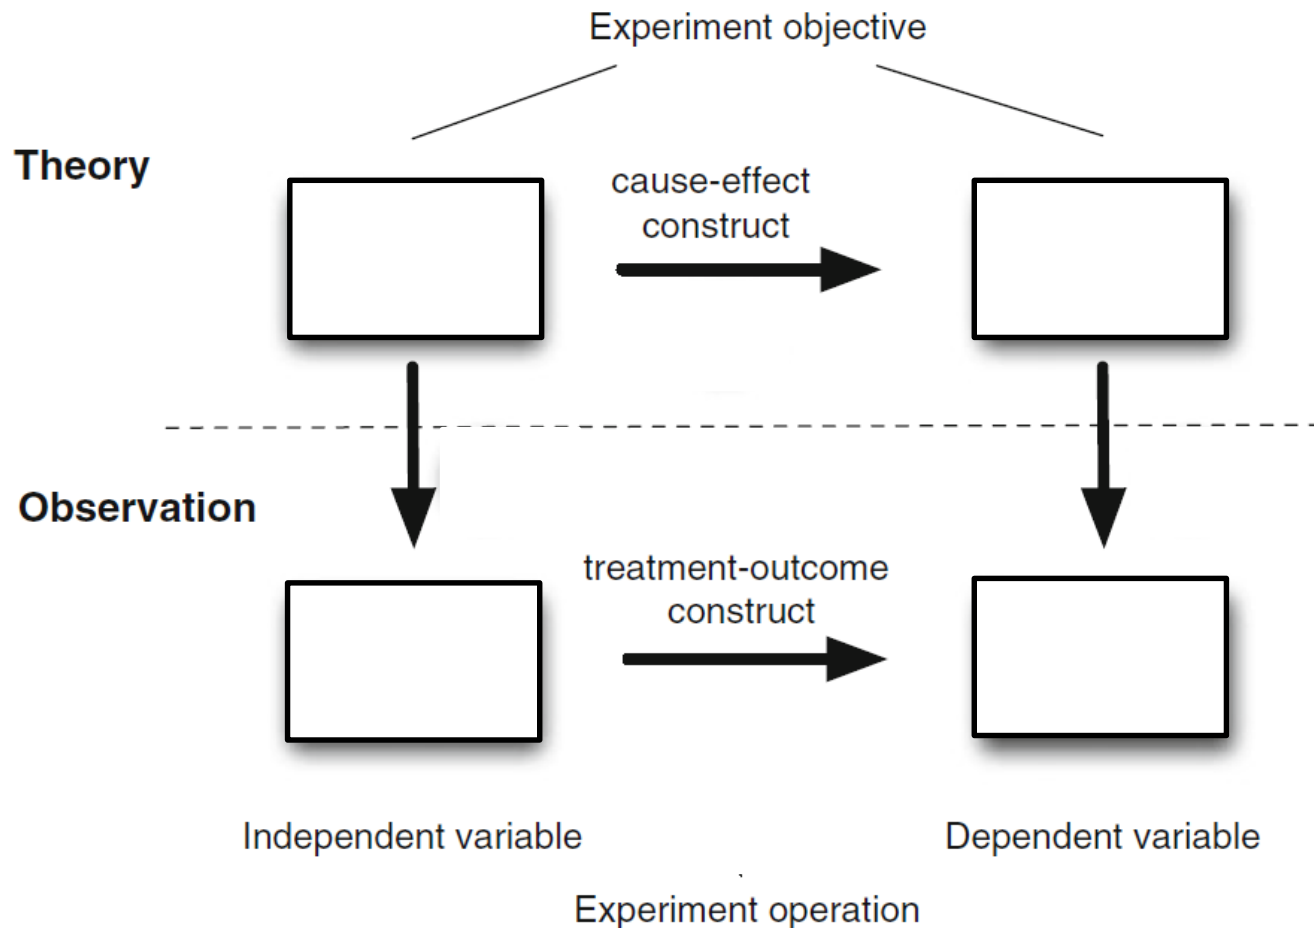 Experiment objective
Theory
cause-effect
construct
Observation
treatment-outcome
construct
Independent variable
Dependent variable
Experiment operation